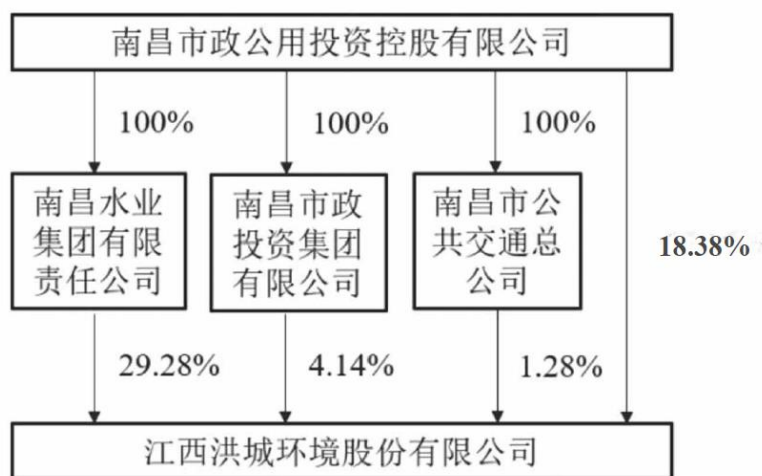 南昌市政公用投资控股有限公司
100%
100%
100%
南昌水业
集团有限
责任公司
南昌市政
投资集团
有限公司
南昌市公
共交通总
公司
18.38%
29.28%
4.14%
1.28%
江西洪城环境股份有限公司